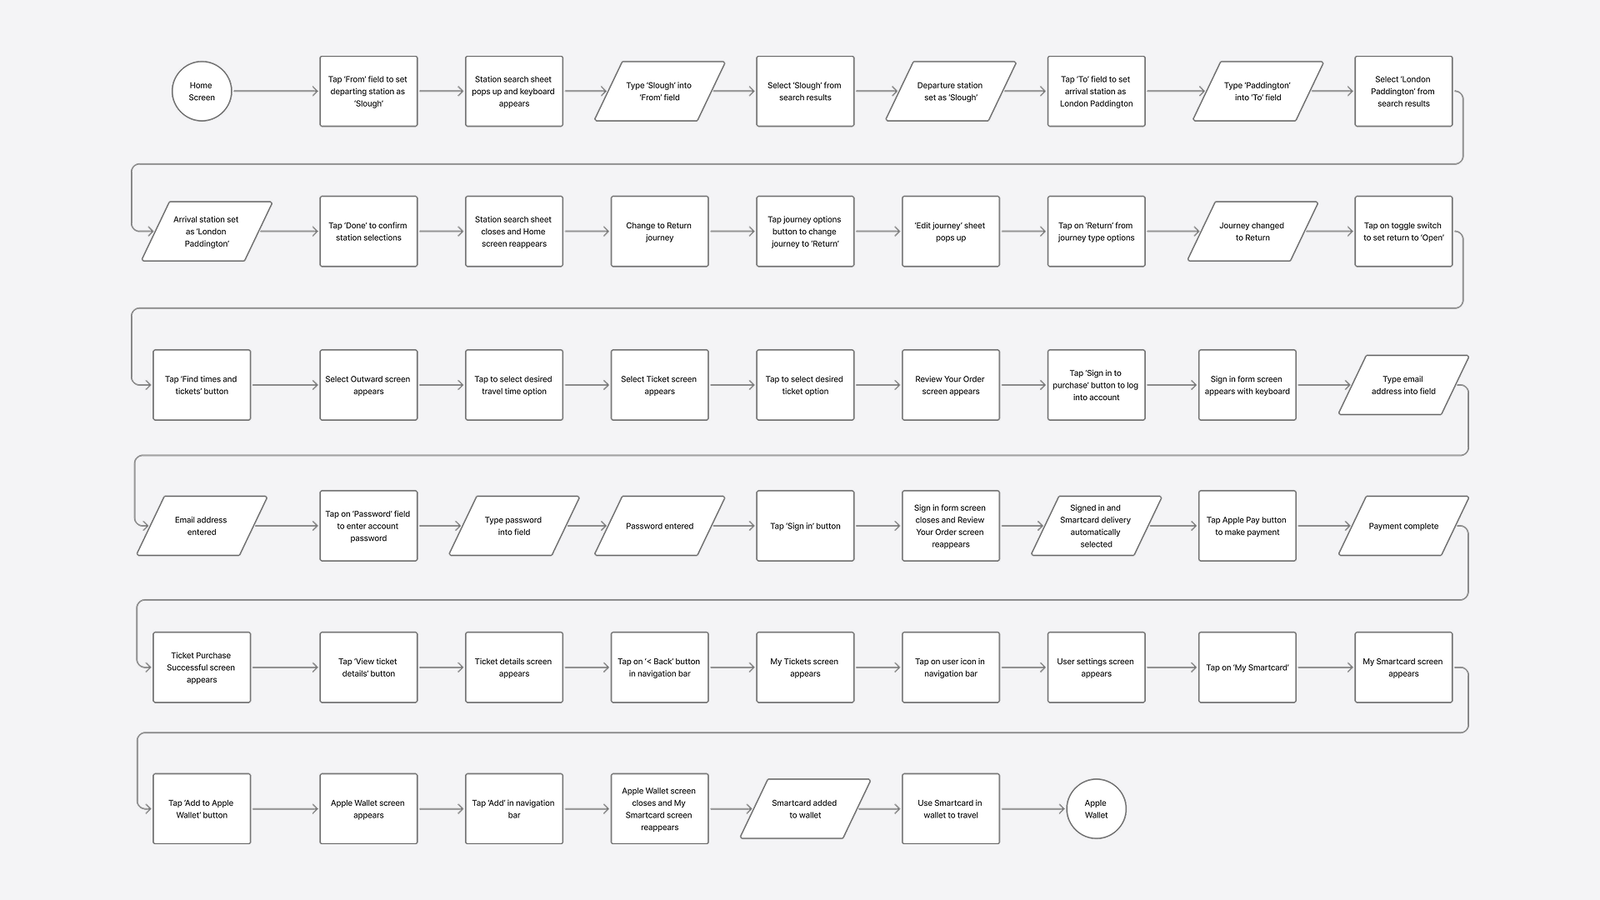 Home
Screen
Tap ‘From’ field to set
departing station as
‘Slough’
Station search sheet
pops up and keyboard
appears
Type ‘Slough’ into
‘From’ field
Select ‘Slough’ from
search results
Departure station
set as ‘Slough’
Tap ‘To’ field to set
arrival station as
London Paddington
Type ‘Paddington’
into ‘To’ field
Select ‘London
Paddington’ from
search results
Arrival station set
as ‘London
Paddington’
Tap ‘Done’ to confirm
station selections
Station search sheet
closes and Home
screen reappears
Change to Return
journey
Tap journey options
button to change
journey to ‘Return’
‘Edit journey’ sheet
pops up
Tap on ‘Return’ from
journey type options
Journey changed
to Return
Tap on toggle switch
to set return to ‘Open’
Tap ‘Find times and
tickets’ button
Select Outward screen
appears
Tap to select desired
travel time option
Select Ticket screen
appears
Tap to select desired
ticket option
Review Your Order
screen appears
Tap ‘Sign in to
purchase’ button to log
into account
Sign in form screen
appears with keyboard
Type email
address into field
Email address
entered
Tap on ‘Password’ field
to enter account
password
Type password
into field
Password entered
Tap ‘Sign in’ button
Sign in form screen
closes and Review
Your Order screen
reappears
Signed in and
Smartcard delivery
automatically
selected
Tap Apple Pay button
to make payment
Payment complete
Ticket Purchase
Successful screen
appears
Tap ‘View ticket
details’ button
Ticket details screen
appears
Tap on ‘< Back’ button
in navigation bar
My Tickets screen
appears
Tap on user icon in
navigation bar
User settings screen
appears
Tap on ‘My Smartcard’
My Smartcard screen
appears
Tap ‘Add to Apple
Wallet’ button
Apple Wallet screen
appears
Tap ‘Add’ in navigation
bar
Apple Wallet screen
closes and My
Smartcard screen
reappears
Smartcard added
to wallet
Use Smartcard in
wallet to travel
Apple
Wallet